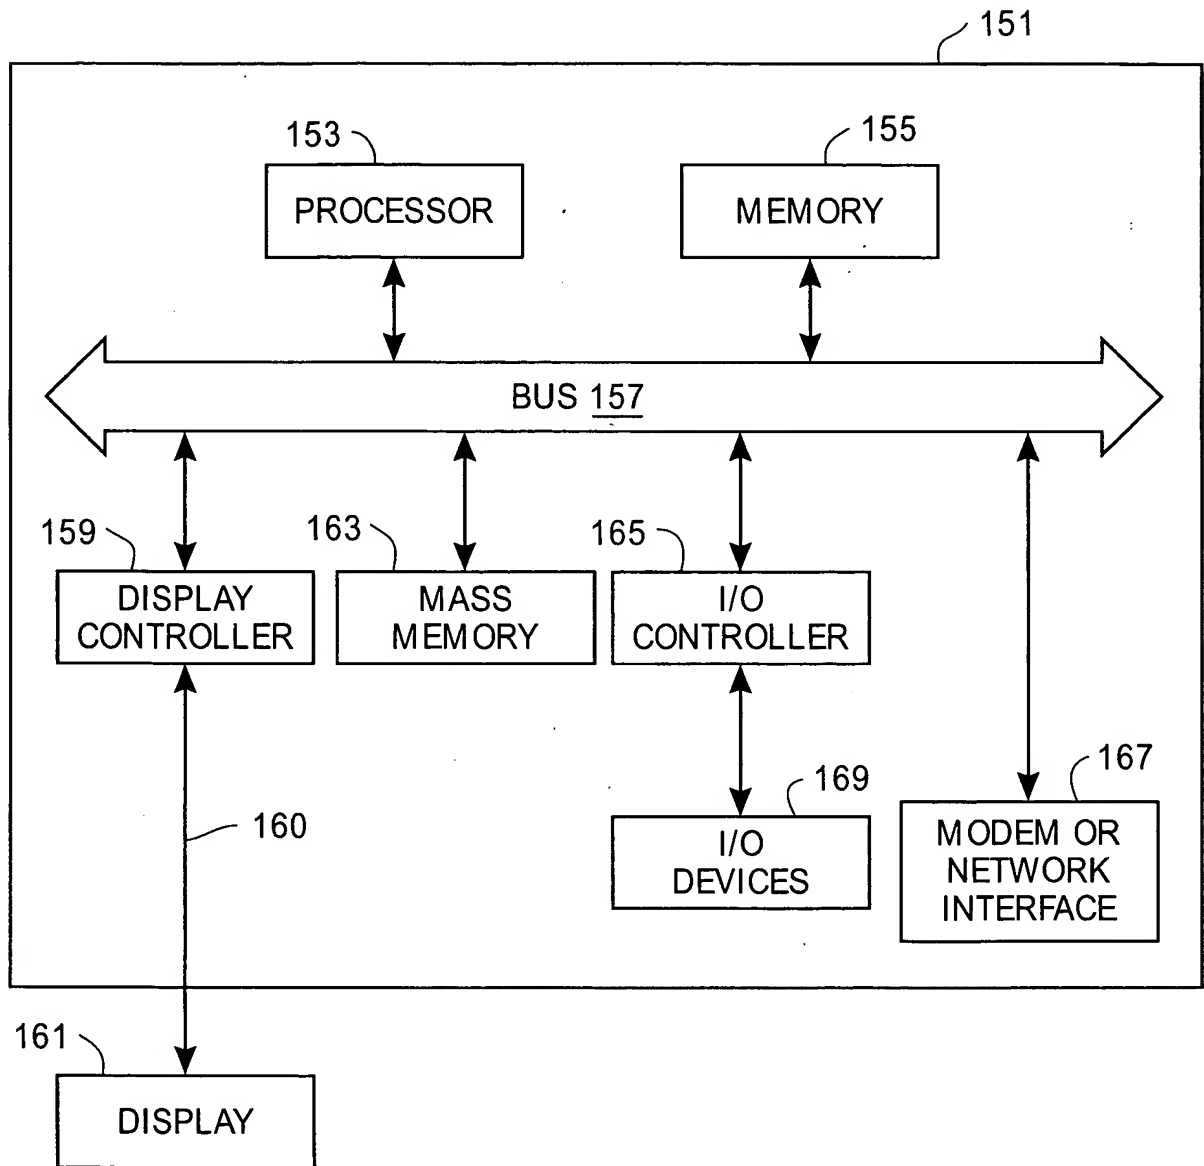 151
153
155
PROCESSOR
MEMORY
BUS 157
159
163
165
DISPLAY
CONTROLLER
MASS
MEMORY
I/O
CONTROLLER
167
169
160
I/O
DEVICES
MODEM OR
NETWORK
INTERFACE
161
DISPLAY